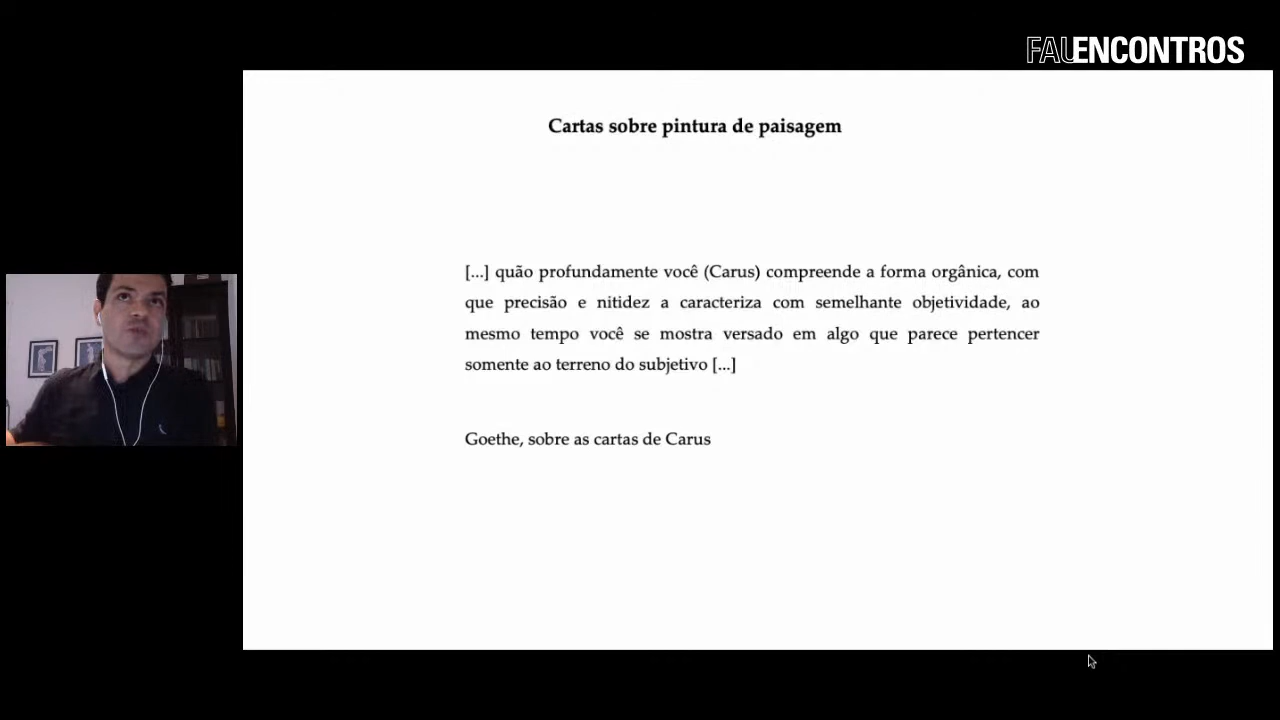 FAUENCONTROS
Cartas sobre pintura de paisagem
[...] quão profundamente você (Carus) compreende a forma orgânica, com
que precisão e nitidez a caracteriza com semelhante objetividade, ao
mesmo tempo você se mostra versado em algo que parece pertencer
somente ao terreno do subjetivo [...]
Goethe, sobre as cartas de Carus